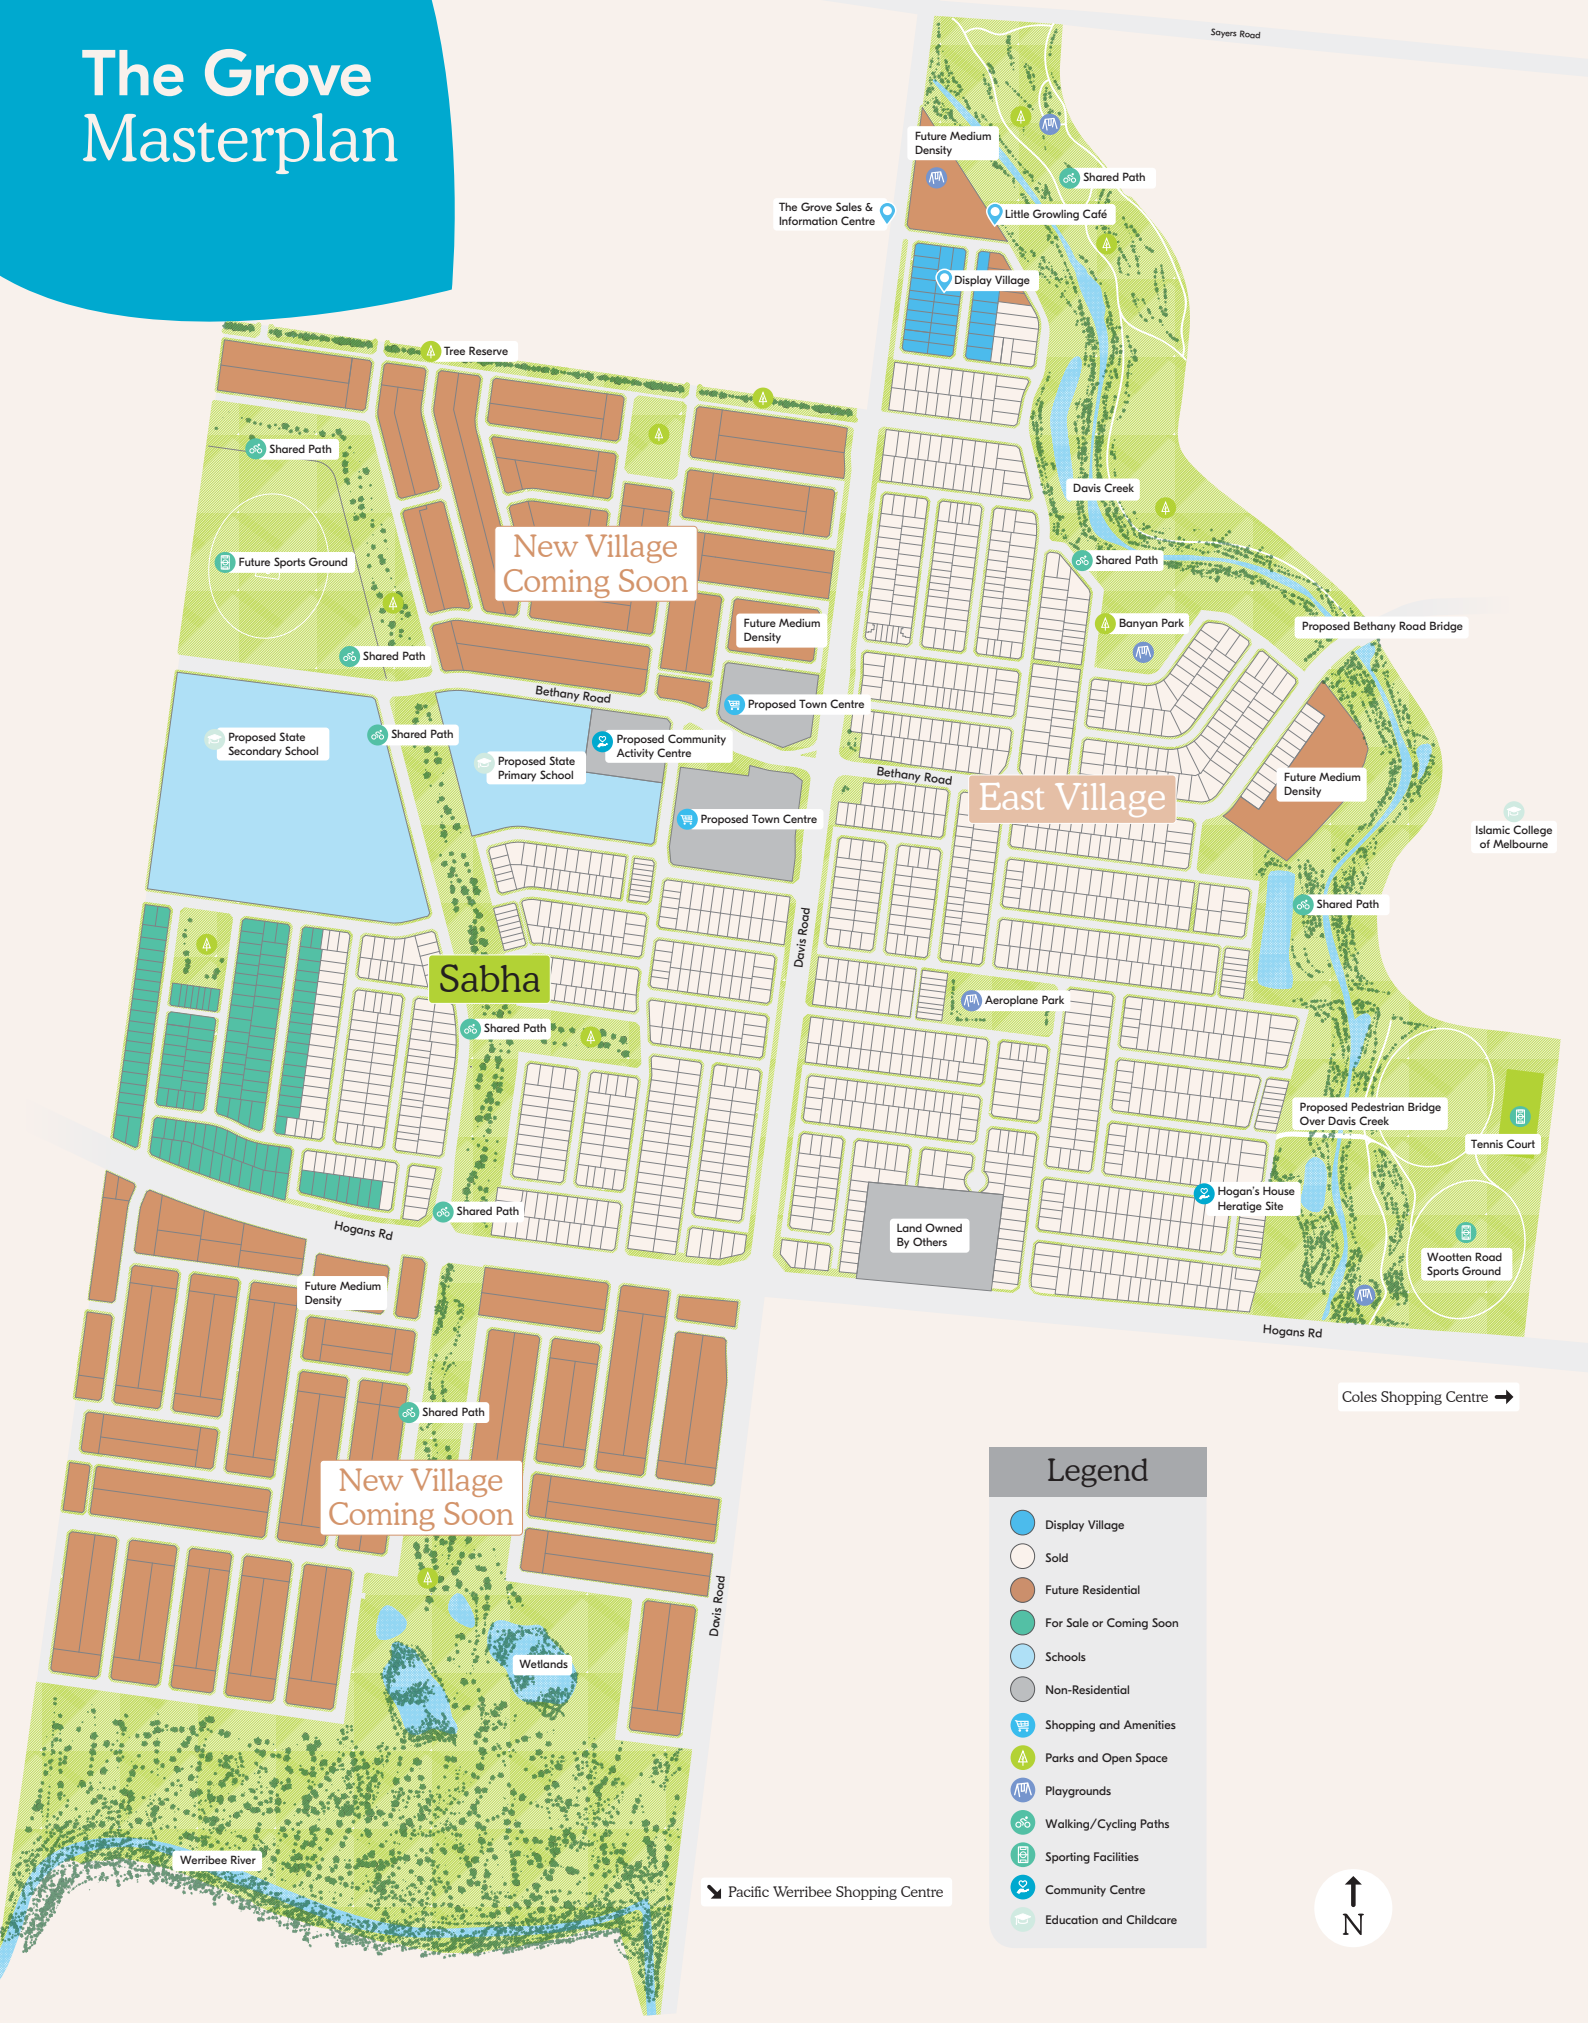 The Grove
Masterplan
Sayers Road
Future Medium
Density
Shared Path
The Grove Sales &
Information Centre
Little Growling Café
Display Village
Tree Reserve
Shared Path
Davis Creek
New Village
Coming Soon
Future Sports Ground
Shared Path
Banyan Park
Proposed Bethany Road Bridge
Future Medium
Density
Shared Path
Bethany Road
Proposed Town Centre
Proposed State
Secondary School
Shared Path
Proposed Community
Activity Centre
Proposed State
Primary School
Bethany Road
East Village
Future Medium
Density
Proposed Town Centre
Islamic College
of Melbourne
Shared Path
Davis Road
Sabha
Aeroplane Park
Shared Path
Proposed Pedestrian Bridge
Over Davis Creek
Tennis Court
Hogan's House
Heratige Site
Shared Path
Hogans Rd
Land Owned
By Others
Wootten Road
Sports Ground
Future Medium
Density
Hogans Rd
Coles Shopping Centre
Shared Path
New Village
Coming Soon
Davis Road
Wetlands
Werribee River
Pacific Werribee Shopping Centre
Legend
Display Village
Sold
Future Residential
For Sale or Coming Soon
Schools
Non-Residential
Shopping and Amenities
Parks and Open Space
Playgrounds
Walking/Cycling Paths
Sporting Facilities
Community Centre
Education and Childcare
N